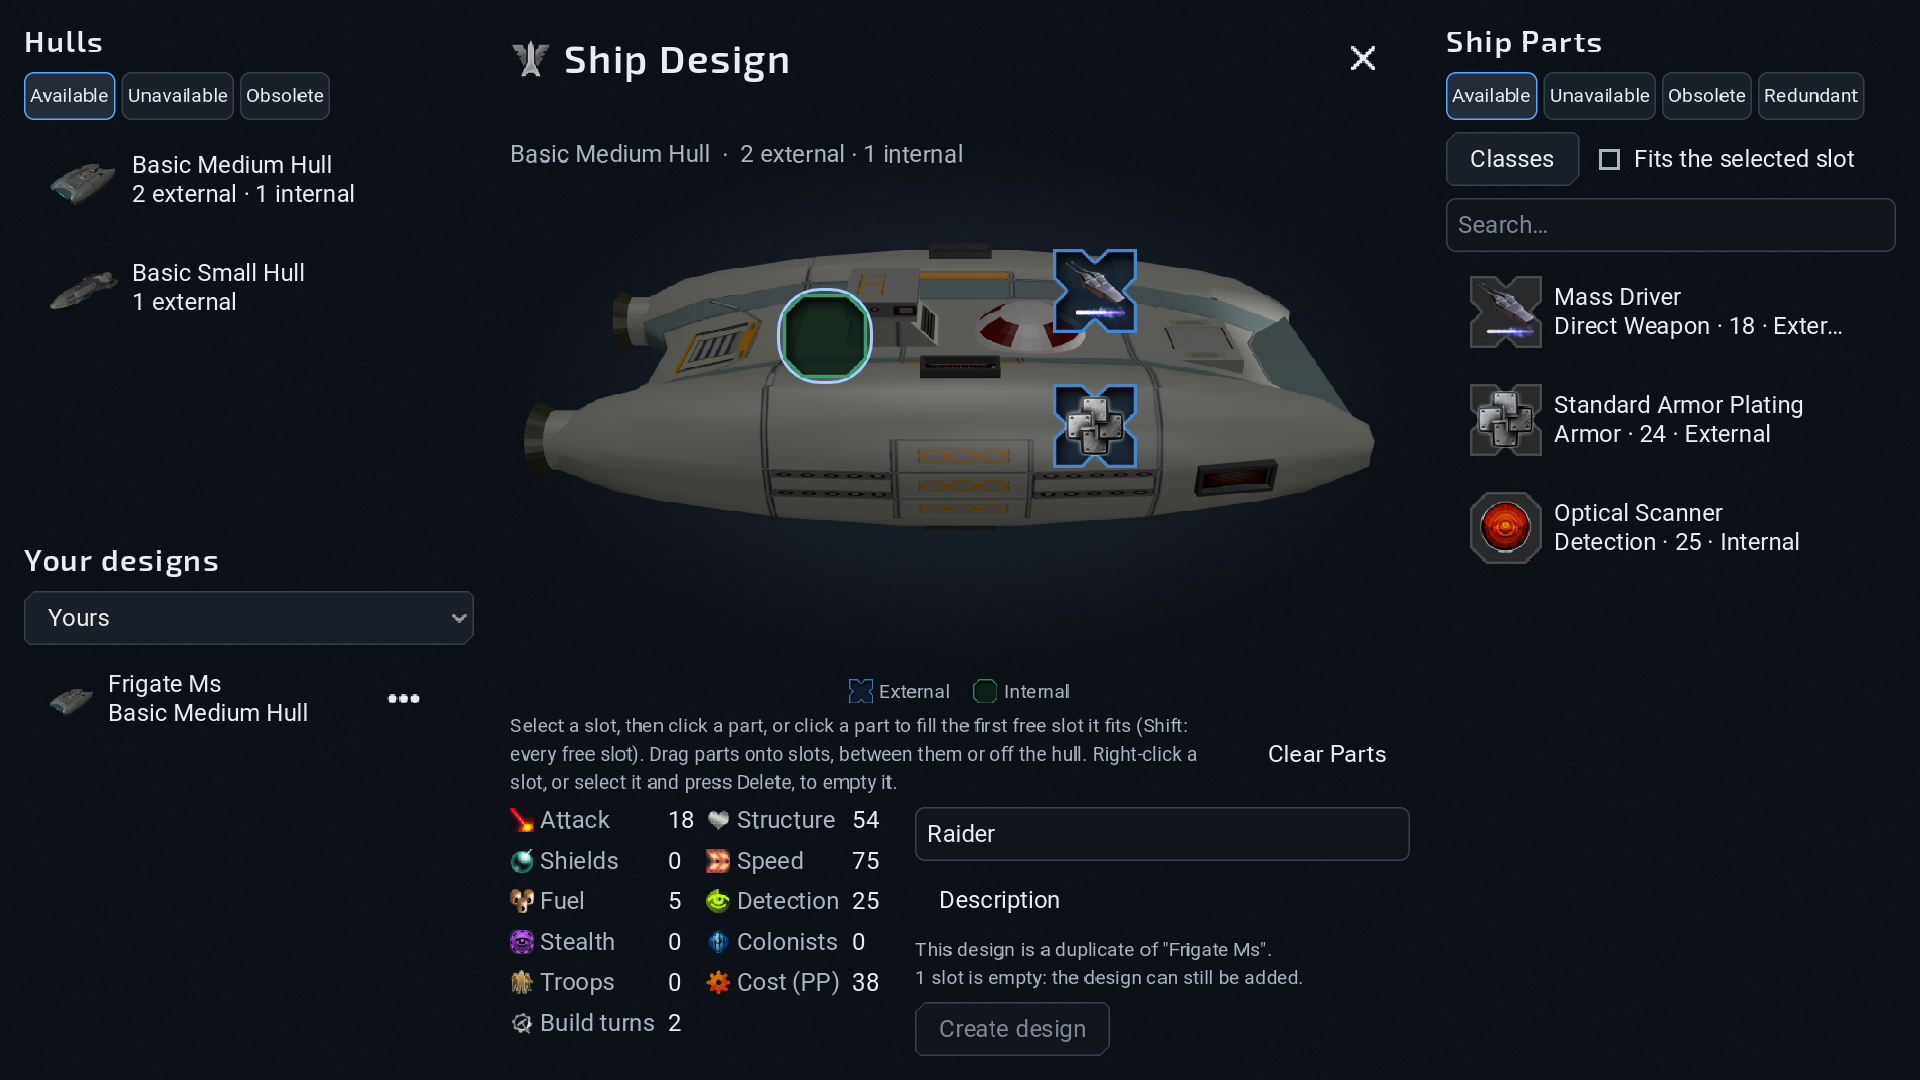 Hulls
Available
Unavailable
Obsolete
Basic Medium Hull
2 external · 1 internal
Basic Small Hull
1 external
Your designs
Yours
Frigate Ms
Basic Medium Hull
Ship Design
Basic Medium Hull · 2 external · 1 internal
External
Internal
Select a slot, then click a part, or click a part to fill the first free slot it fits (Shift:
every free slot). Drag parts onto slots, between them or off the hull. Right-click a
slot, or select it and press Delete, to empty it.
Clear Parts
Attack 18
Structure 54
Shields 0
Speed 75
Fuel 5
Detection 25
Stealth 0
Colonists 0
Troops 0
Cost (PP) 38
Build turns 2
Raider
Description
This design is a duplicate of "Frigate Ms".
1 slot is empty: the design can still be added.
Create design
Ship Parts
Available
Unavailable
Obsolete
Redundant
Classes
Fits the selected slot
Search...
Mass Driver
Direct Weapon · 18 · Exter...
Standard Armor Plating
Armor · 24 · External
Optical Scanner
Detection · 25 · Internal